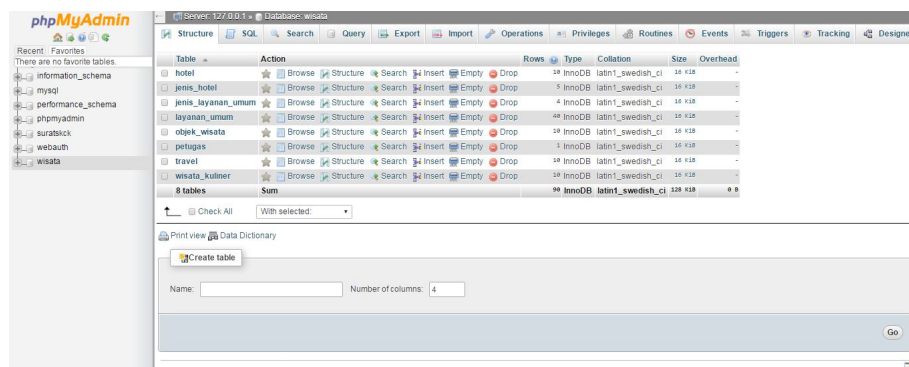 phpMyAdmin
Recent Favorites
There are no favorite tables.
information_schema
mysql
performance_schema
phpmyadmin
suratskck
webauth
wisata
Server: 127.0.0.1 » Database: wisata
Structure SQL Search Query Export Import Operations Privileges Routines Events Triggers Tracking Designe
Table Action Rows Type Collation Size Overhead
hotel Browse Structure Search Insert Empty Drop 10 InnoDB latin1_swedish_ci 16 KiB -
jenis_hotel Browse Structure Search Insert Empty Drop 5 InnoDB latin1_swedish_ci 16 KiB -
jenis_layanan_umum Browse Structure Search Insert Empty Drop 4 InnoDB latin1_swedish_ci 16 KiB -
layanan_umum Browse Structure Search Insert Empty Drop 40 InnoDB latin1_swedish_ci 16 KiB -
objek_wisata Browse Structure Search Insert Empty Drop 10 InnoDB latin1_swedish_ci 16 KiB -
petugas Browse Structure Search Insert Empty Drop 1 InnoDB latin1_swedish_ci 16 KiB -
travel Browse Structure Search Insert Empty Drop 10 InnoDB latin1_swedish_ci 16 KiB -
wisata_kuliner Browse Structure Search Insert Empty Drop 10 InnoDB latin1_swedish_ci 16 KiB -
8 tables Sum 90 InnoDB latin1_swedish_ci 128 KiB 0 B
Check All With selected:
Print view Data Dictionary
Create table
Name: Number of columns: 4
Go